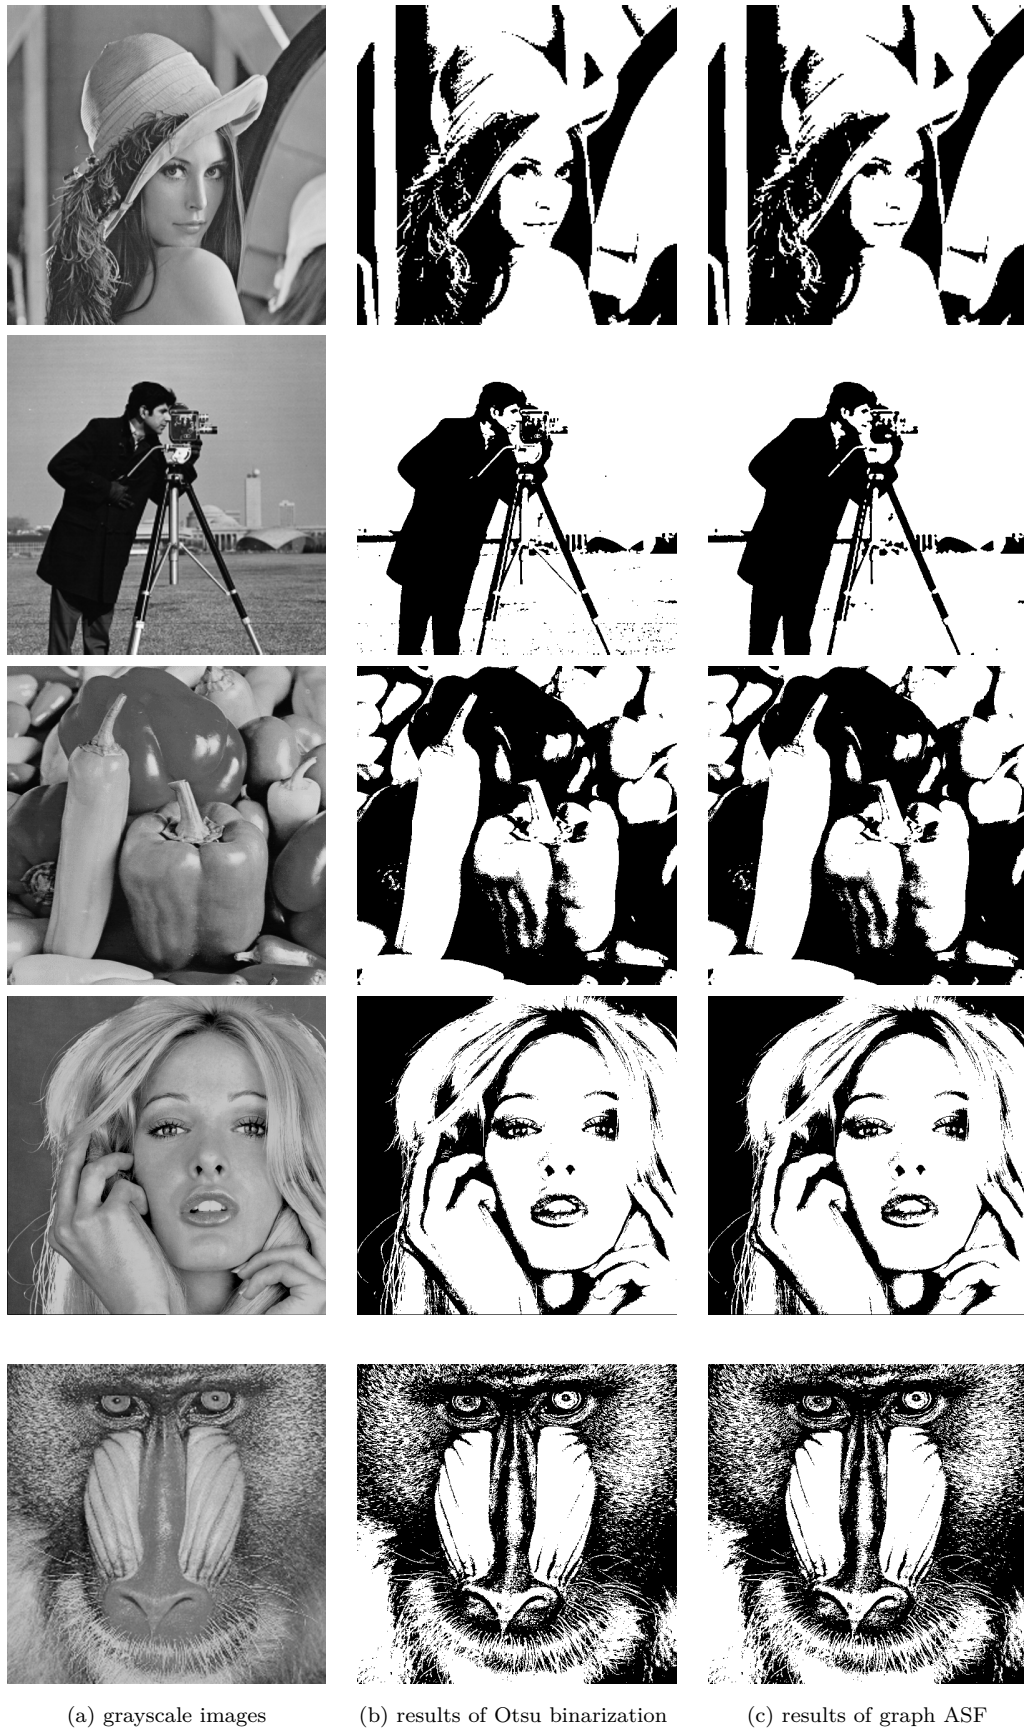 (a) grayscale images
(b) results of Otsu binarization
(c) results of graph ASF